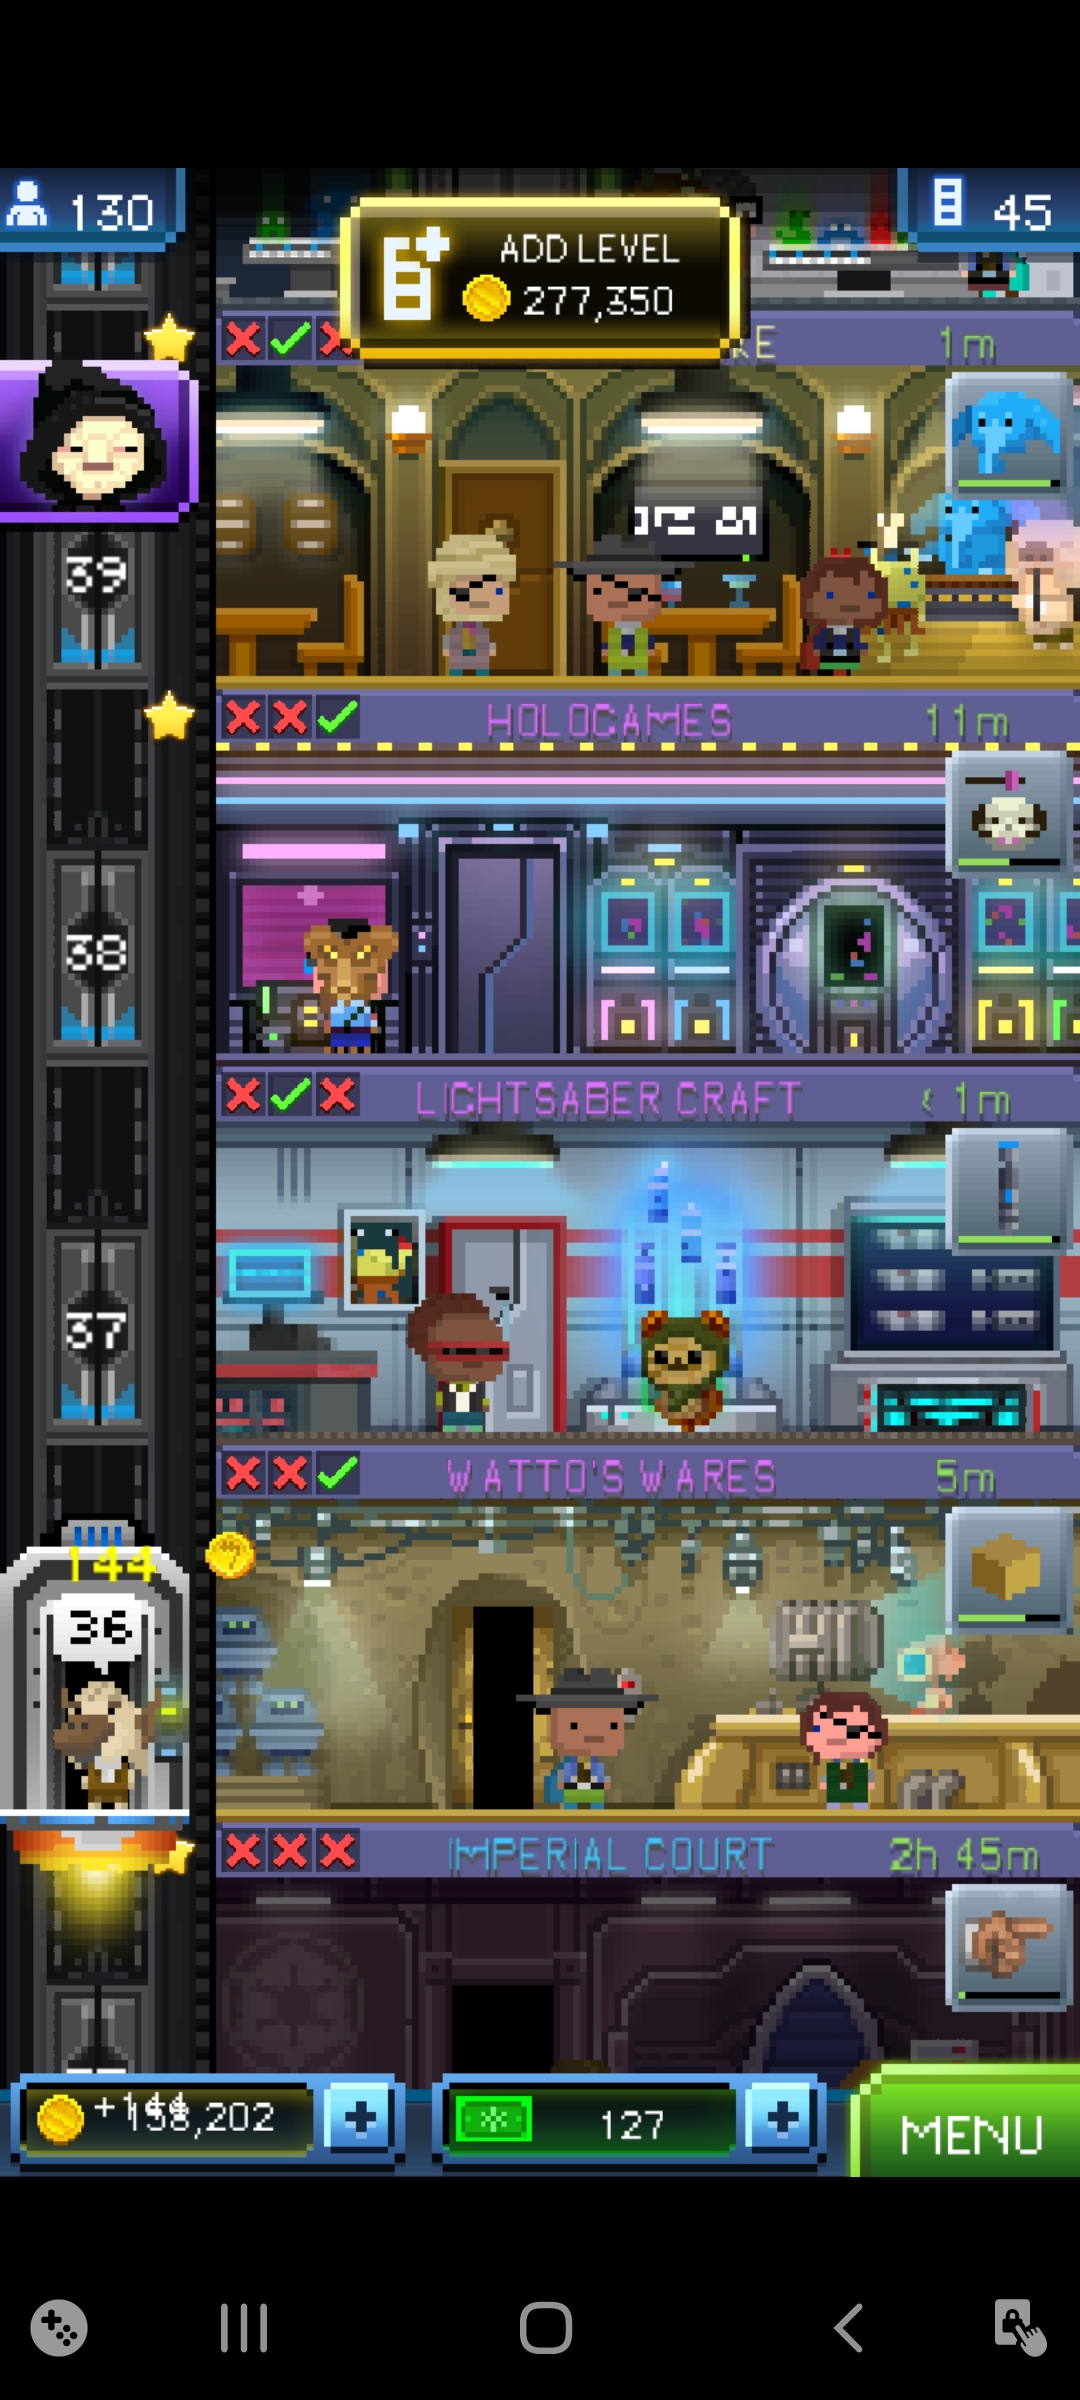 130
ADD LEVEL
277,350
45
1m
39
HOLOGAMES 11m
38
LIGHTSABER CRAFT < 1m
37
WATTO'S WARES 5m
144
36
IMPERIAL COURT 2h 45m
+144
158,202
127
MENU